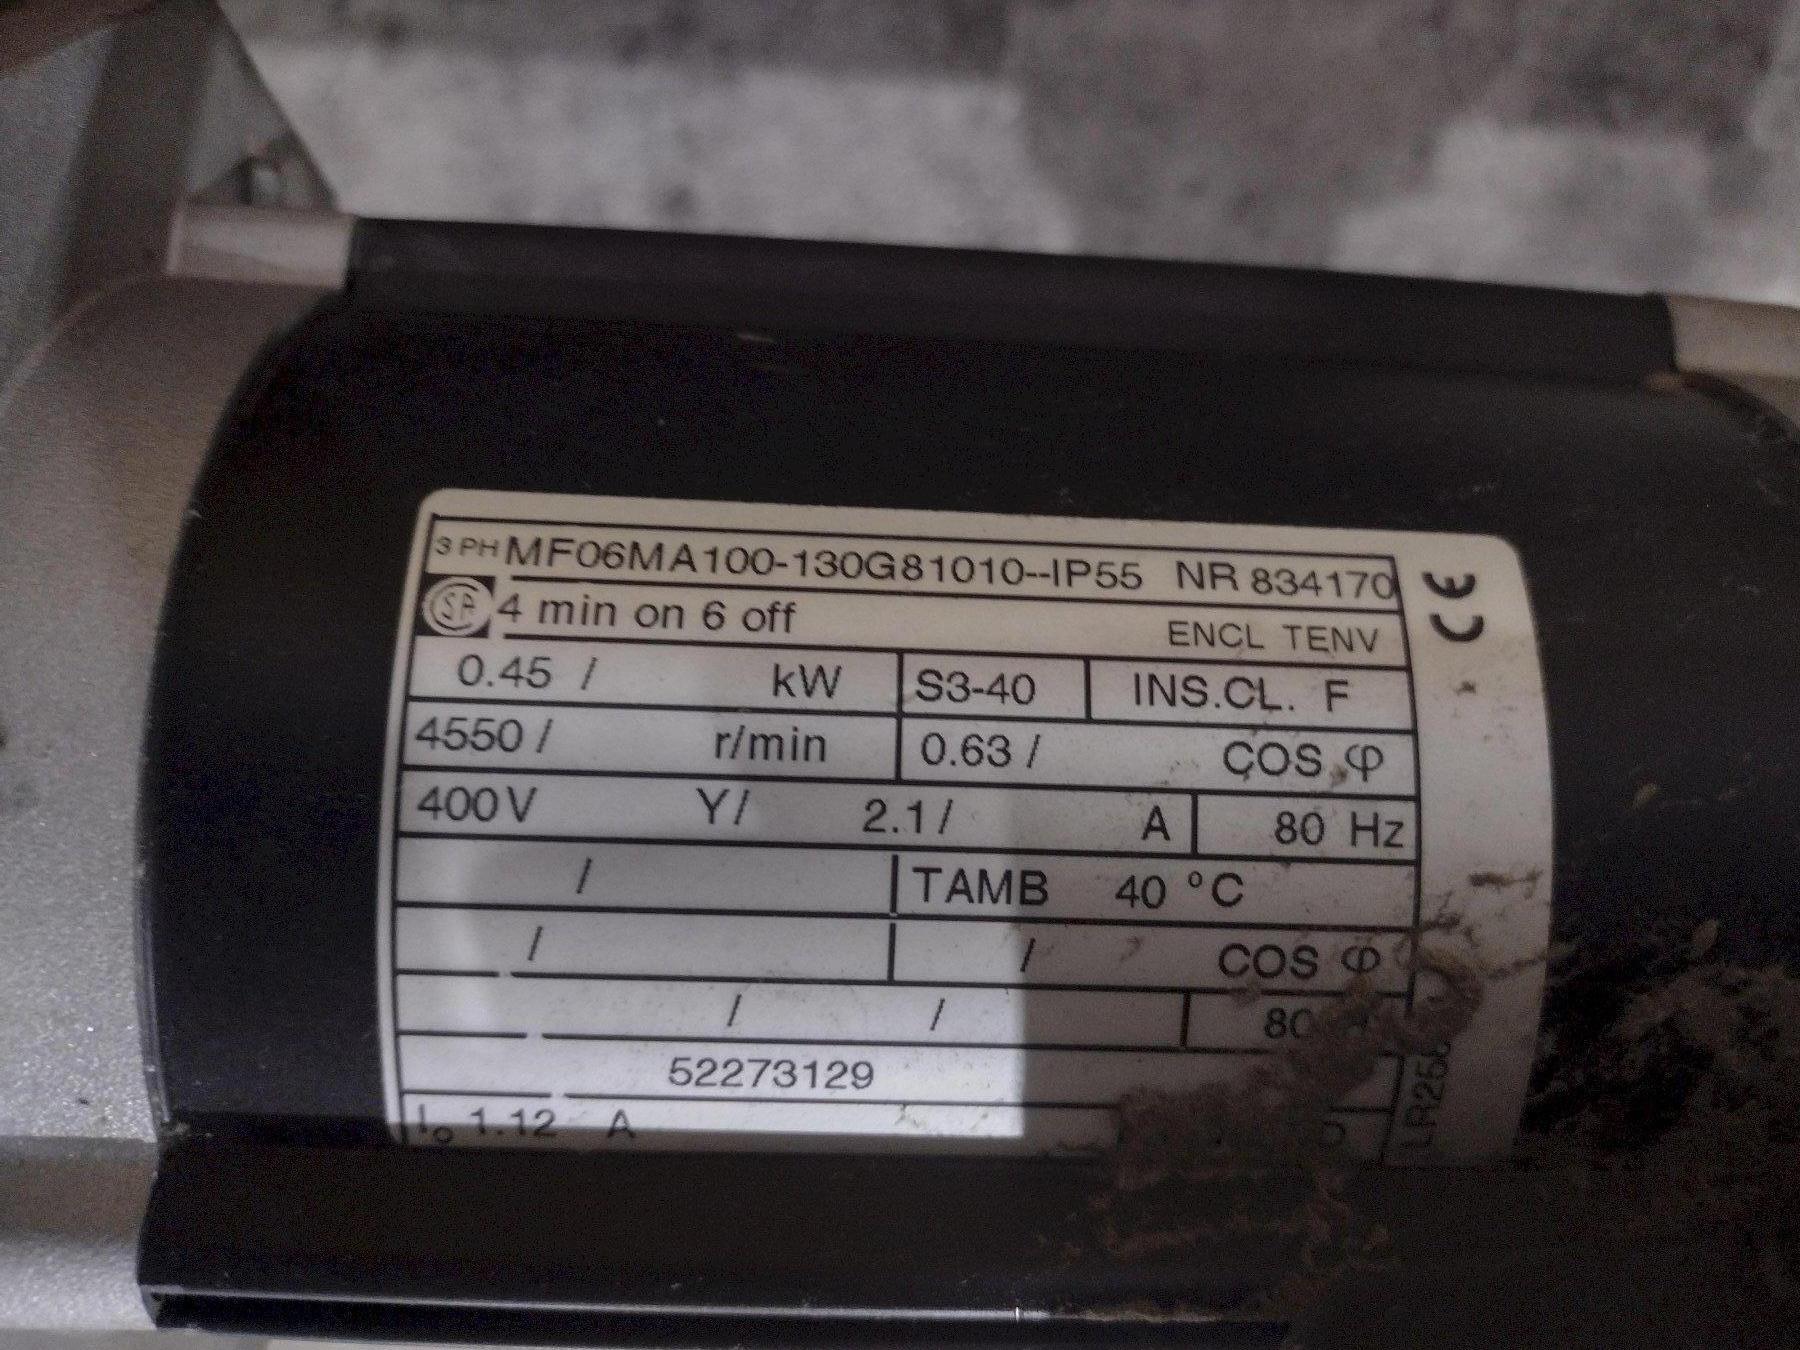 3 PH MF06MA100-130G81010--IP55 NR 834170
CE
SA 4 min on 6 off ENCL TENV
0.45 / kW S3-40 INS.CL. F
4550 / r/min 0.63 / COS φ
400V Y/ 2.1 / A 80 Hz
/ TAMB 40 °C
/ / COS φ
/ / 80
52273129
I₀ 1.12 A